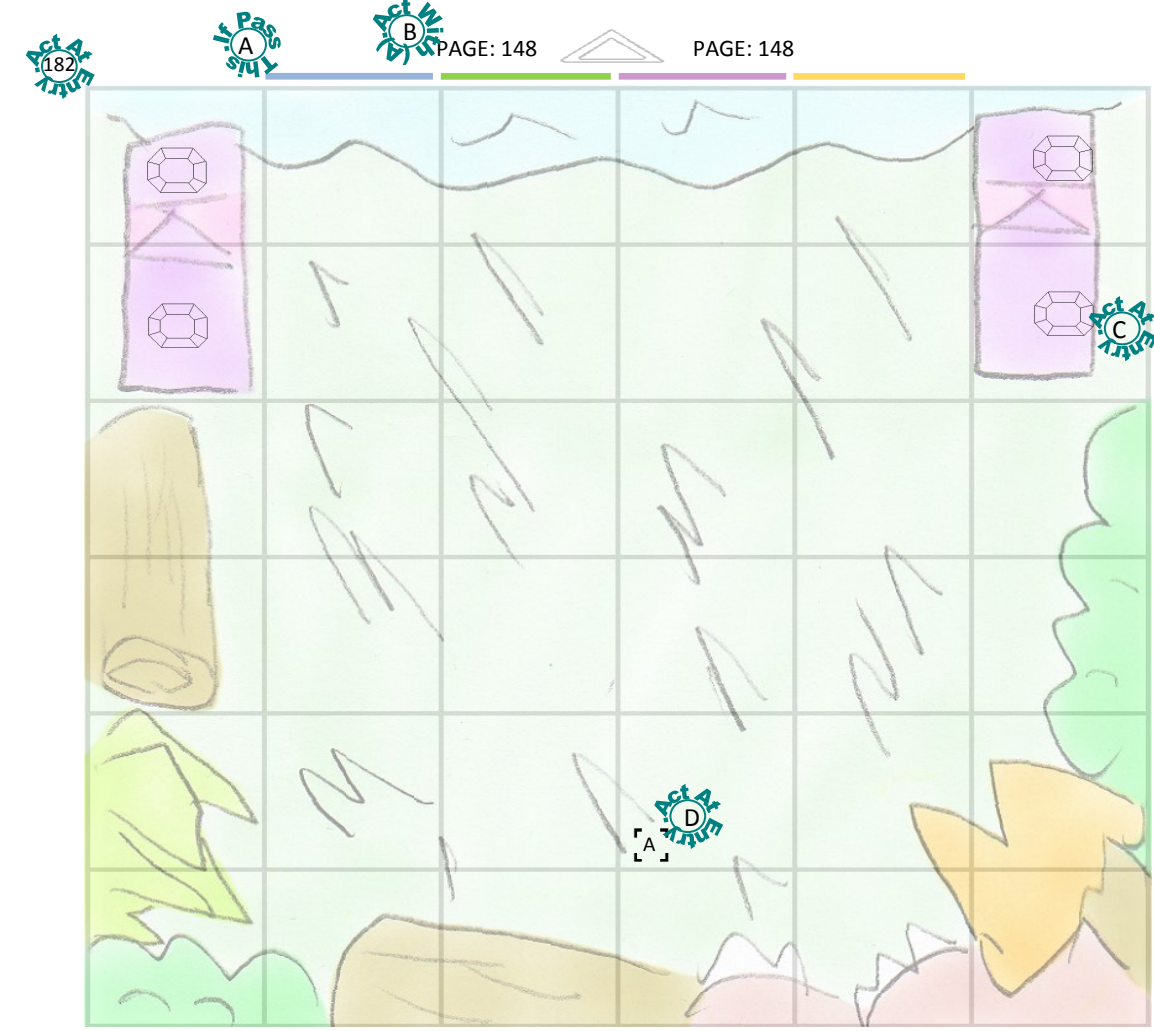 Act At Entry.
182
If Pass This.
A
Act With (A)
B
PAGE: 148
PAGE: 148
Act At Entry.
C
Act At Entry.
D
A